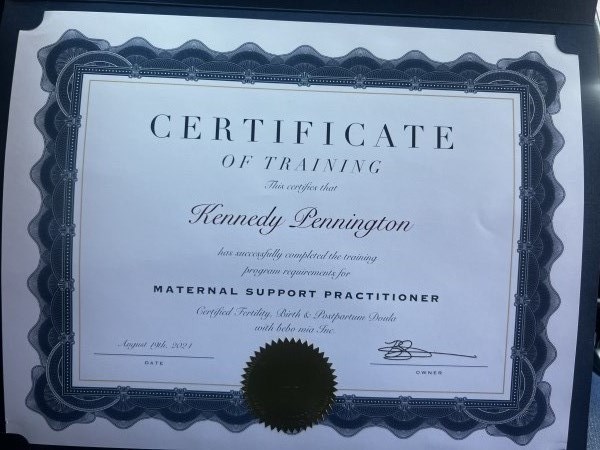 CERTIFICATE
OF TRAINING
This certifies that
Kennedy Pennington
has successfully completed the training
program requirements for
MATERNAL SUPPORT PRACTITIONER
Certified Fertility, Birth & Postpartum Doula
with bebo mia Inc.
August 19th, 2021
DATE
OWNER